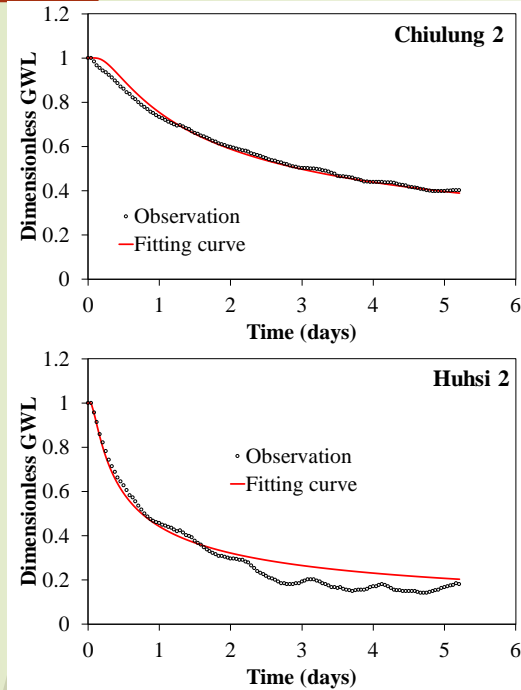 Chiulung 2
Dimensionless GWL
1.2
1
0.8
0.6
0.4
0.2
0
Observation
Fitting curve
0 1 2 3 4 5 6
Time (days)
Huhsi 2
Dimensionless GWL
1.2
1
0.8
0.6
0.4
0.2
0
Observation
Fitting curve
0 1 2 3 4 5 6
Time (days)